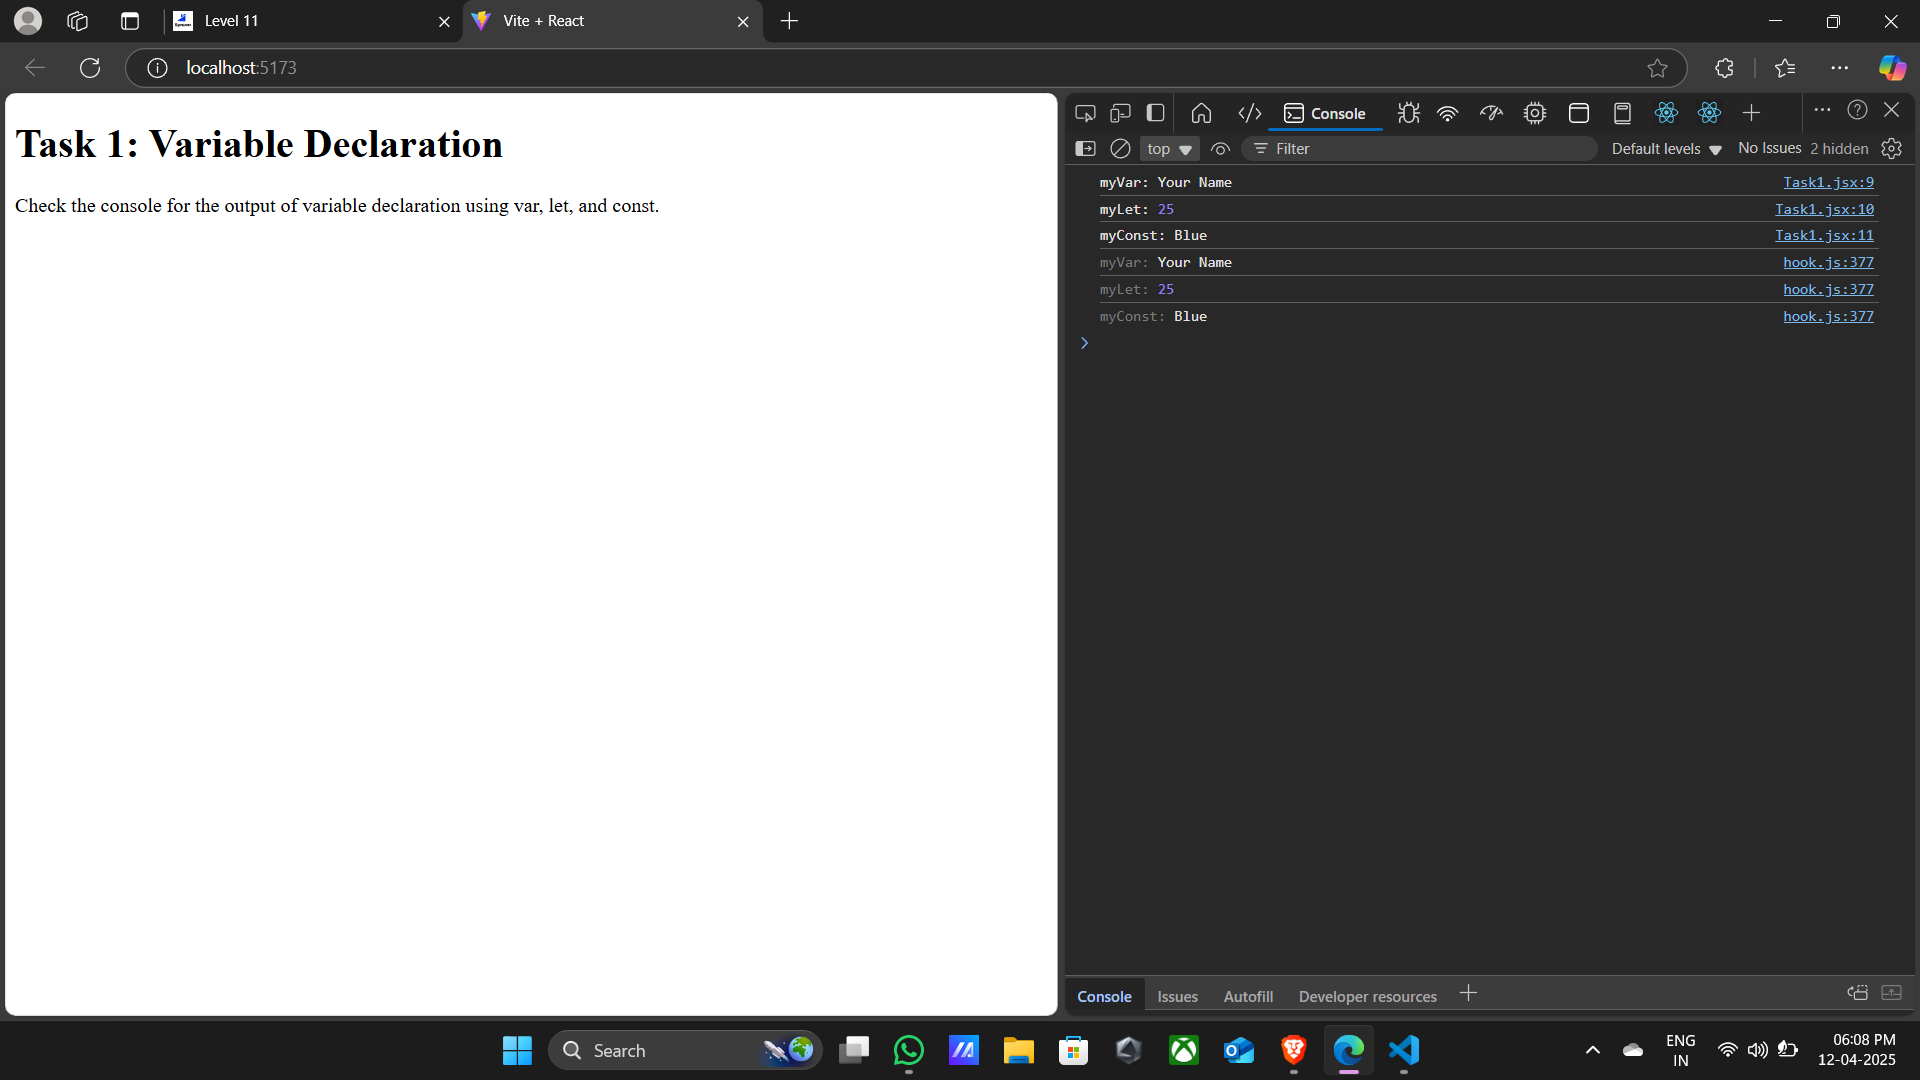 Level 11
Vite + React
localhost:5173
Task 1: Variable Declaration
Check the console for the output of variable declaration using var, let, and const.
Console
top
Filter
Default levels
No Issues
2 hidden
myVar: Your Name Task1.jsx:9
myLet: 25 Task1.jsx:10
myConst: Blue Task1.jsx:11
myVar: Your Name hook.js:377
myLet: 25 hook.js:377
myConst: Blue hook.js:377
Console Issues Autofill Developer resources
Search
ENG
IN
06:08 PM
12-04-2025